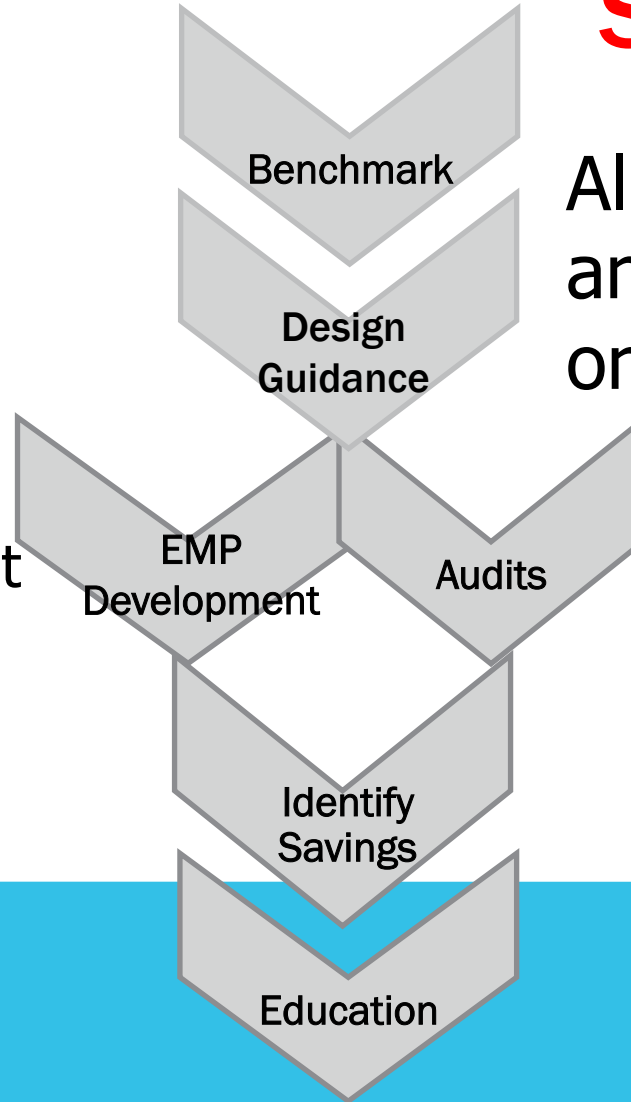 Benchmark
Design
Guidance
EMP
Development
Audits
Identify
Savings
Education